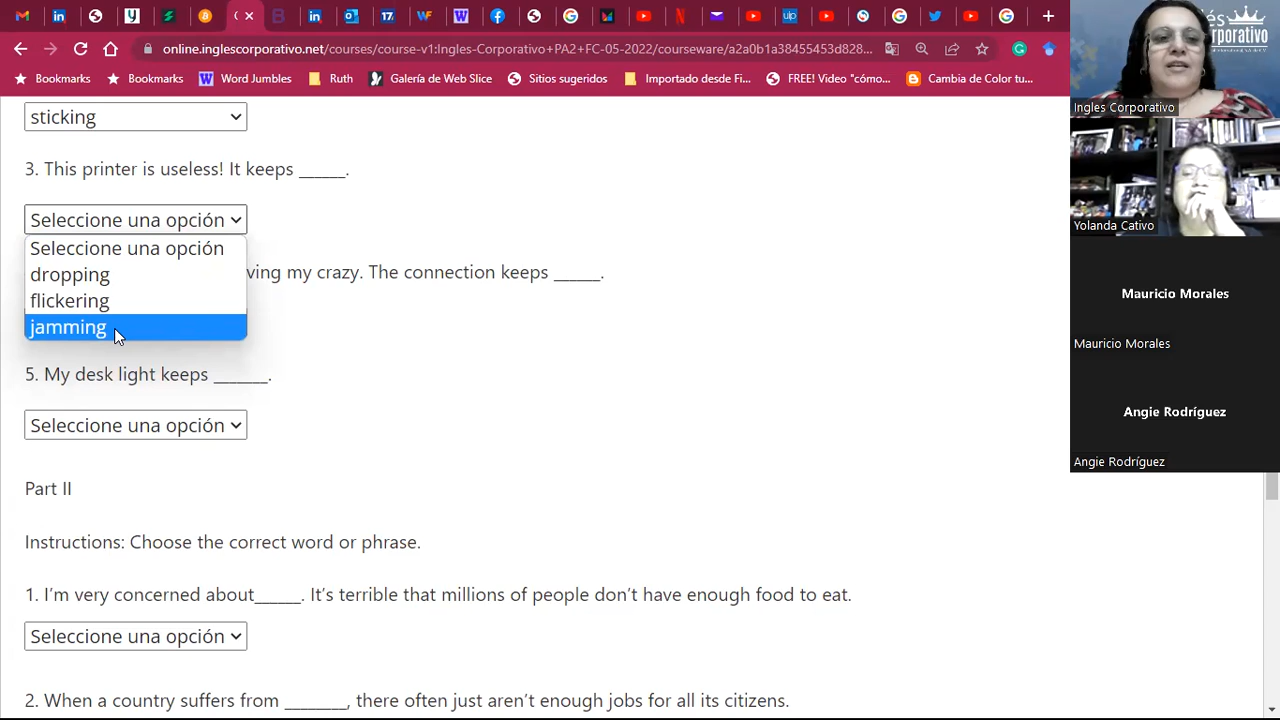 online.inglescorporativo.net/courses/course-v1:Ingles-Corporativo+PA2+FC-05-2022/courseware/a2a0b1a38455453d828...
Bookmarks Bookmarks Word Jumbles Ruth Galería de Web Slice Sitios sugeridos Importado desde Fi... FREE! Video "cómo... Cambia de Color tu...
sticking
3. This printer is useless! It keeps ______.
Seleccione una opción
Seleccione una opción
dropping
flickering
jamming
ving my crazy. The connection keeps ______.
5. My desk light keeps _______.
Seleccione una opción
Part II
Instructions: Choose the correct word or phrase.
1. I'm very concerned about______. It's terrible that millions of people don't have enough food to eat.
Seleccione una opción
2. When a country suffers from ________, there often just aren't enough jobs for all its citizens.
Ingles Corporativo
Yolanda Cativo
Mauricio Morales
Mauricio Morales
Angie Rodríguez
Angie Rodríguez